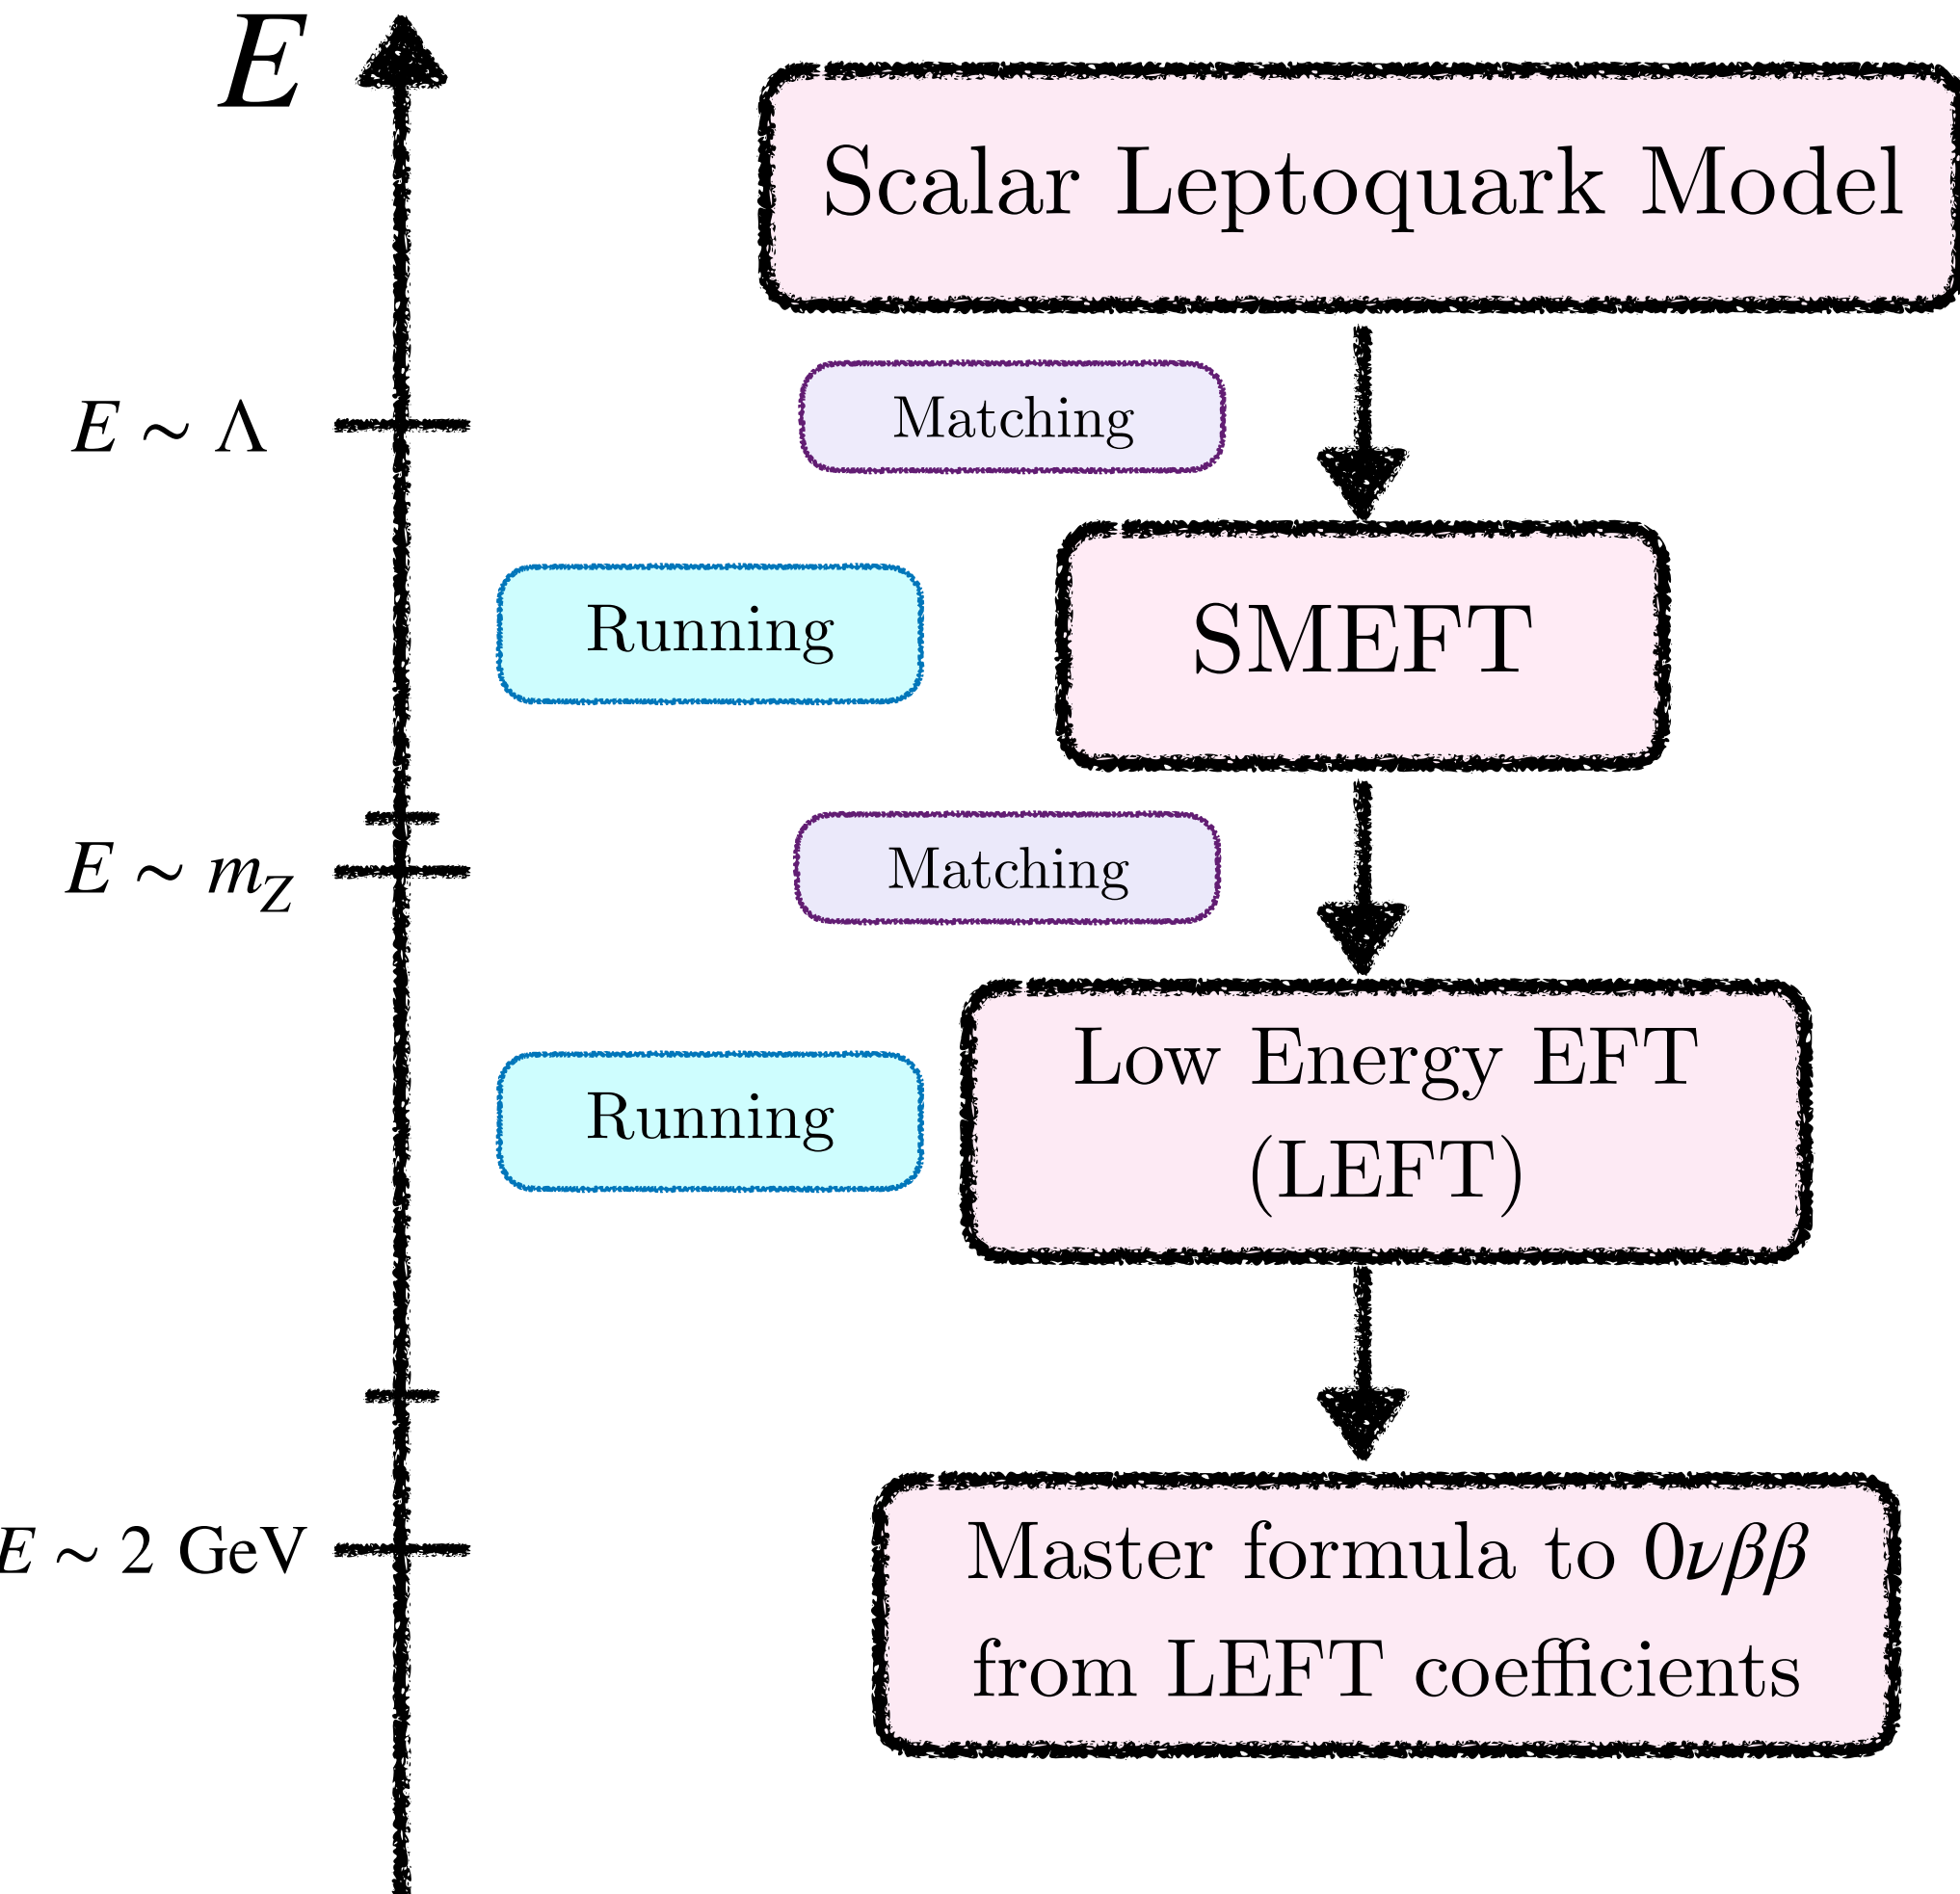 E
Scalar Leptoquark Model
E ∼ Λ
Matching
Running
SMEFT
E ∼ m_Z
Matching
Low Energy EFT
(LEFT)
Running
E ∼ 2 GeV
Master formula to 0νββ
from LEFT coefficients